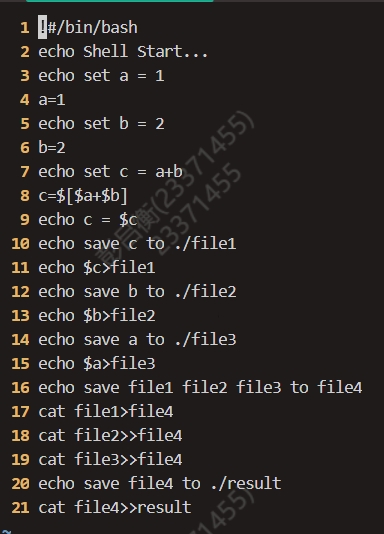 1 !#/bin/bash
2 echo Shell Start...
3 echo set a = 1
4 a=1
5 echo set b = 2
6 b=2
7 echo set c = a+b
8 c=$[$a+$b]
9 echo c = $c
10 echo save c to ./file1
11 echo $c>file1
12 echo save b to ./file2
13 echo $b>file2
14 echo save a to ./file3
15 echo $a>file3
16 echo save file1 file2 file3 to file4
17 cat file1>file4
18 cat file2>>file4
19 cat file3>>file4
20 echo save file4 to ./result
21 cat file4>>result
~
(23371455)
23371455
1455)